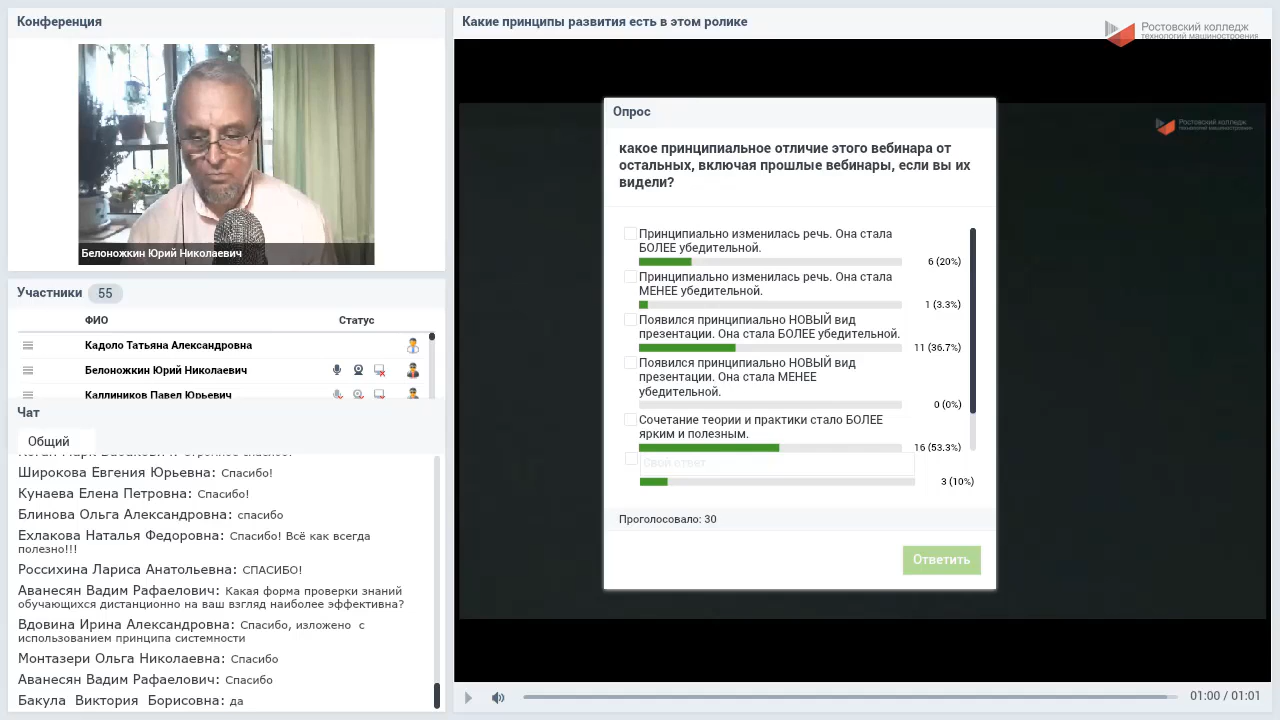 Конференция
Белоножкин Юрий Николаевич
Участники 55
ФИО Статус
Кадоло Татьяна Александровна
Белоножкин Юрий Николаевич
Каллиников Павел Юрьевич
Чат
Общий
Широкова Евгения Юрьевна: Спасибо!
Кунаева Елена Петровна: Спасибо!
Блинова Ольга Александровна: спасибо
Ехлакова Наталья Федоровна: Спасибо! Всё как всегда
полезно!!!
Россихина Лариса Анатольевна: СПАСИБО!
Аванесян Вадим Рафаелович: Какая форма проверки знаний
обучающихся дистанционно на ваш взгляд наиболее эффективна?
Вдовина Ирина Александровна: Спасибо, изложено с
использованием принципа системности
Монтазери Ольга Николаевна: Спасибо
Аванесян Вадим Рафаелович: Спасибо
Бакула Виктория Борисовна: да
Какие принципы развития есть в этом ролике
Ростовский колледж
технологий машиностроения
Ростовский колледж
технологий машиностроения
Опрос
какое принципиальное отличие этого вебинара от
остальных, включая прошлые вебинары, если вы их
видели?
Принципиально изменилась речь. Она стала
БОЛЕЕ убедительной.
6 (20%)
Принципиально изменилась речь. Она стала
МЕНЕЕ убедительной.
1 (3.3%)
Появился принципиально НОВЫЙ вид
презентации. Она стала БОЛЕЕ убедительной.
11 (36.7%)
Появился принципиально НОВЫЙ вид
презентации. Она стала МЕНЕЕ
убедительной.
0 (0%)
Сочетание теории и практики стало БОЛЕЕ
ярким и полезным.
16 (53.3%)
Свой ответ
3 (10%)
Проголосовало: 30
Ответить
01:00 / 01:01